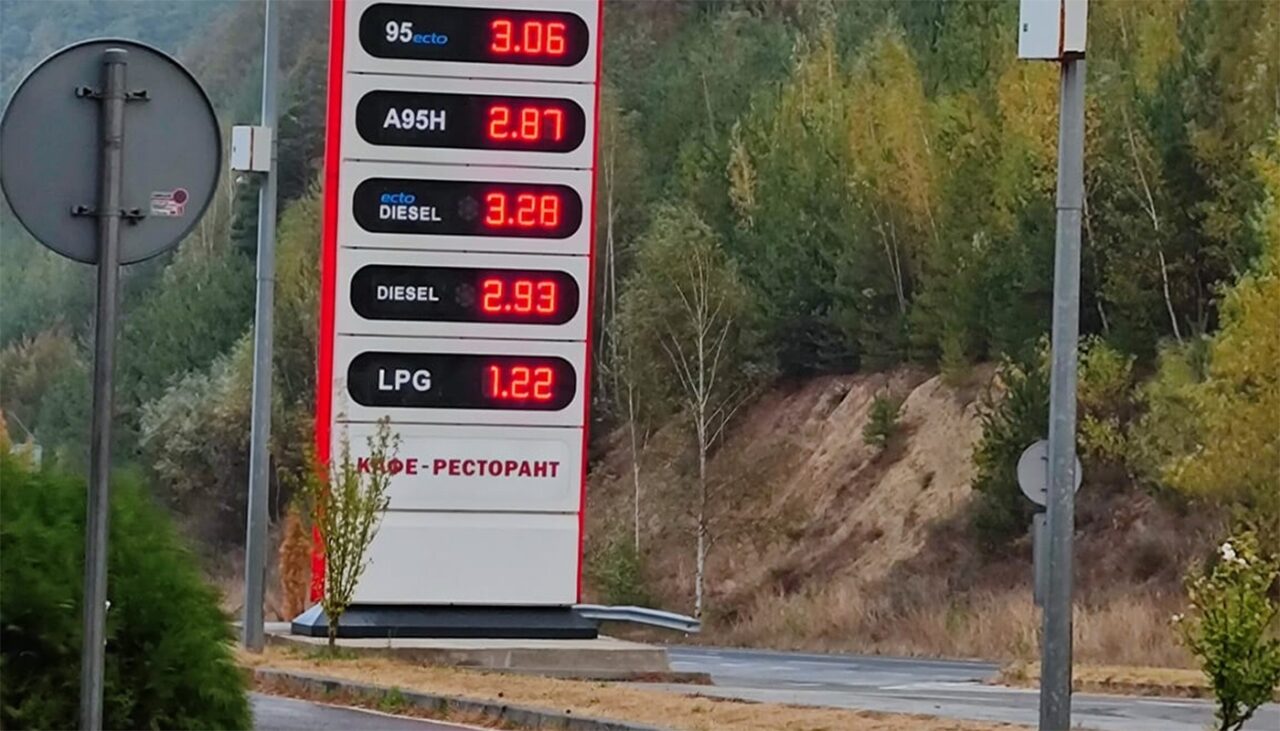 95ecto 3.06
A95H 2.87
ecto
DIESEL 3.28
DIESEL 2.93
LPG 1.22
КАФЕ - РЕСТОРАНТ